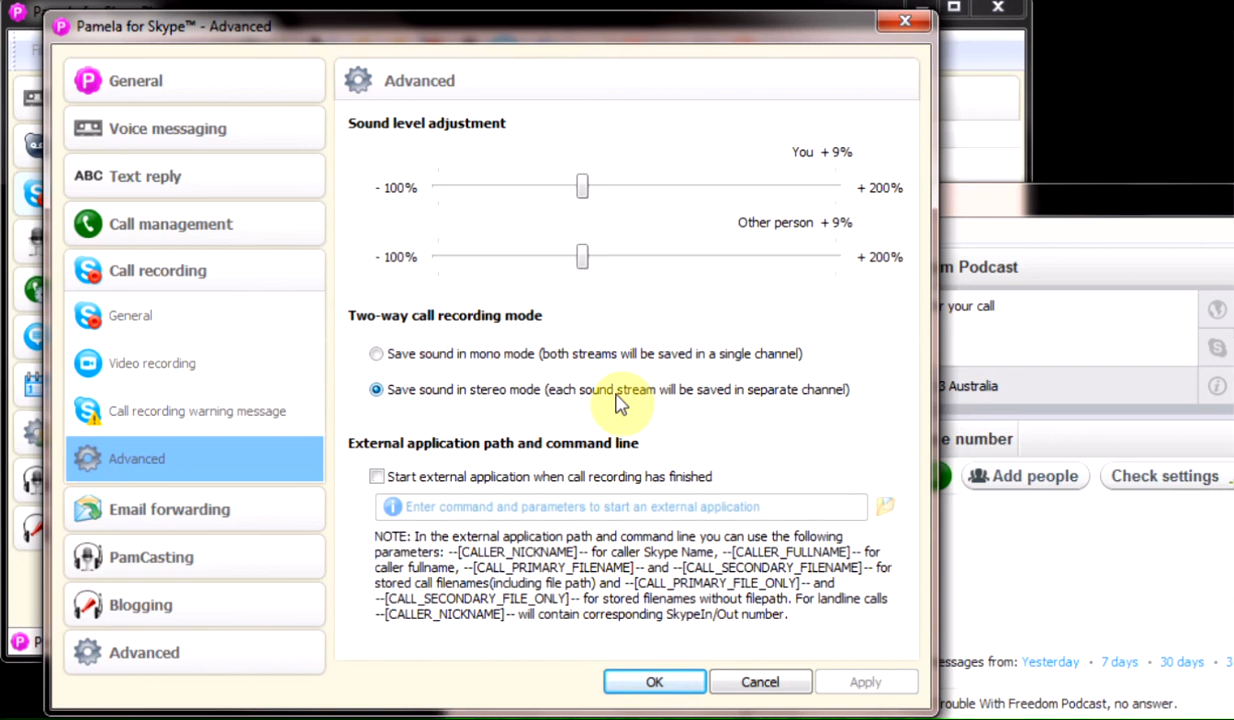 Pamela for Skype™ - Advanced
General
Voice messaging
ABC Text reply
Call management
Call recording
General
Video recording
Call recording warning message
Advanced
Email forwarding
PamCasting
Blogging
Advanced
Advanced
Sound level adjustment
You + 9%
- 100%
+ 200%
Other person + 9%
- 100%
+ 200%
Two-way call recording mode
Save sound in mono mode (both streams will be saved in a single channel)
Save sound in stereo mode (each sound stream will be saved in separate channel)
External application path and command line
Start external application when call recording has finished
Enter command and parameters to start an external application
NOTE: In the external application path and command line you can use the following
parameters: --[CALLER_NICKNAME]-- for caller Skype Name, --[CALLER_FULLNAME]-- for
caller fullname, --[CALL_PRIMARY_FILENAME]-- and --[CALL_SECONDARY_FILENAME]-- for
stored call filenames(including file path) and --[CALL_PRIMARY_FILE_ONLY]-- and
--[CALL_SECONDARY_FILE_ONLY]-- for stored filenames without filepath. For landline calls
--[CALLER_NICKNAME]-- will contain corresponding SkypeIn/Out number.
OK
Cancel
Apply
m Podcast
r your call
3 Australia
e number
Add people
Check settings
essages from: Yesterday • 7 days • 30 days • 3
rouble With Freedom Podcast, no answer.